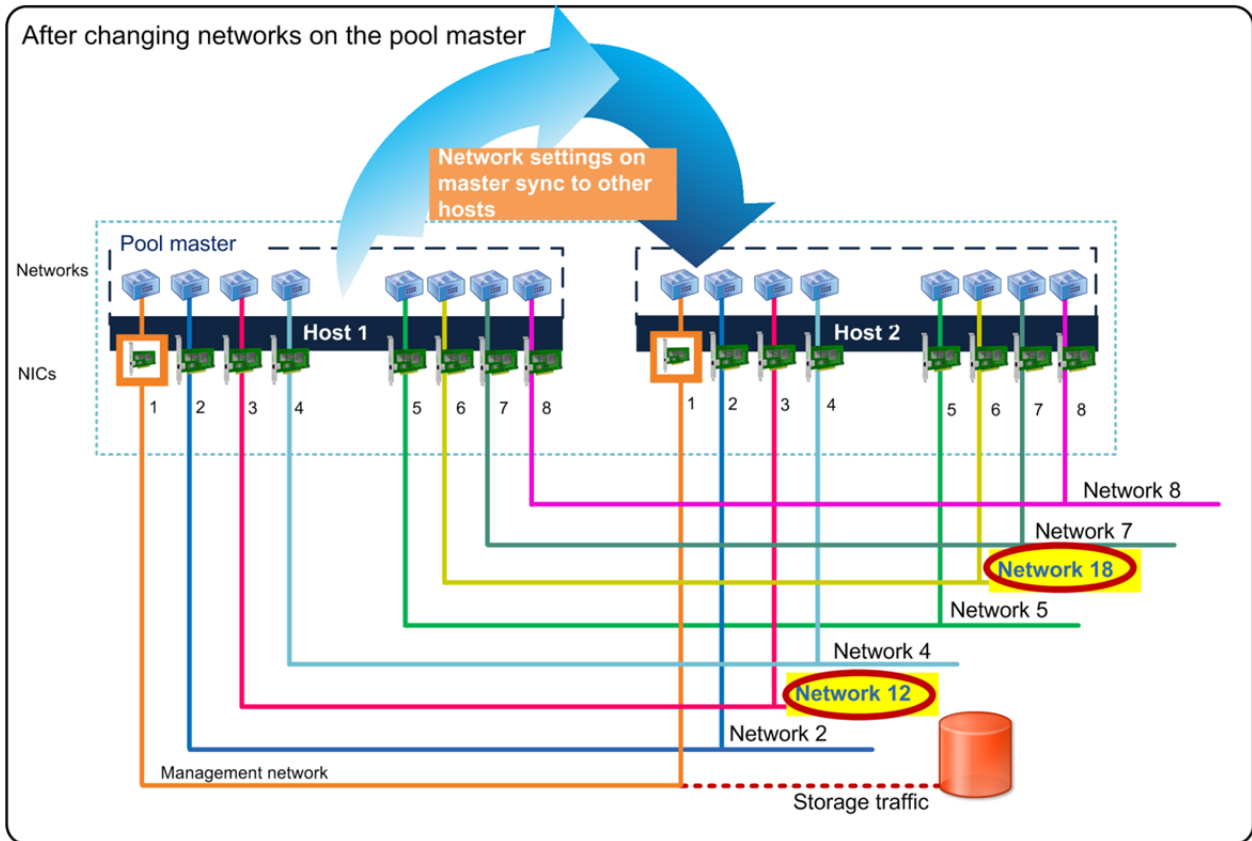 After changing networks on the pool master
Network settings on
master sync to other
hosts
Pool master
Networks
Host 1
Host 2
NICs
1 2 3 4 5 6 7 8
1 2 3 4 5 6 7 8
Network 8
Network 7
Network 18
Network 5
Network 4
Network 12
Network 2
Management network
Storage traffic